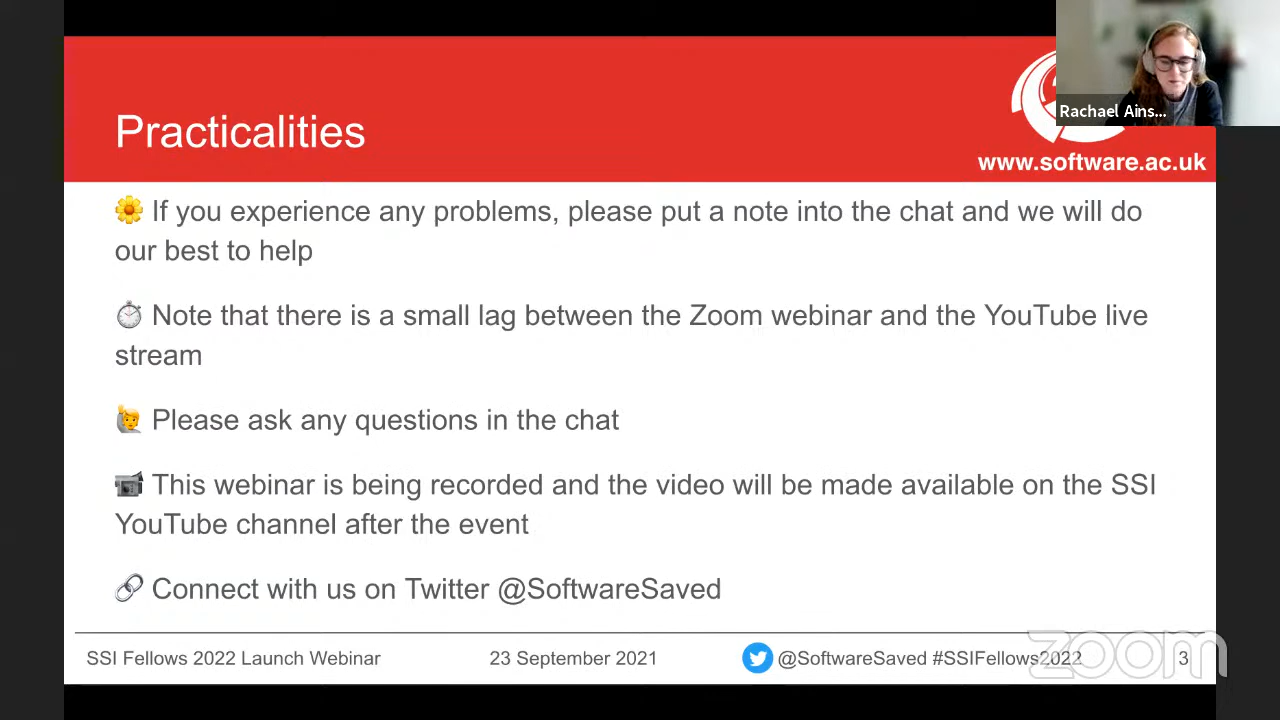 Rachael Ains...
Practicalities
www.software.ac.uk
🌼 If you experience any problems, please put a note into the chat and we will do
our best to help
⏱️ Note that there is a small lag between the Zoom webinar and the YouTube live
stream
🙋 Please ask any questions in the chat
📹 This webinar is being recorded and the video will be made available on the SSI
YouTube channel after the event
🔗 Connect with us on Twitter @SoftwareSaved
SSI Fellows 2022 Launch Webinar 23 September 2021 @SoftwareSaved #SSIFellows2022 3
zoom